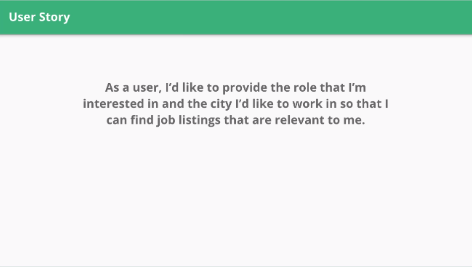 User Story
As a user, I'd like to provide the role that I'm
interested in and the city I'd like to work in so that I
can find job listings that are relevant to me.